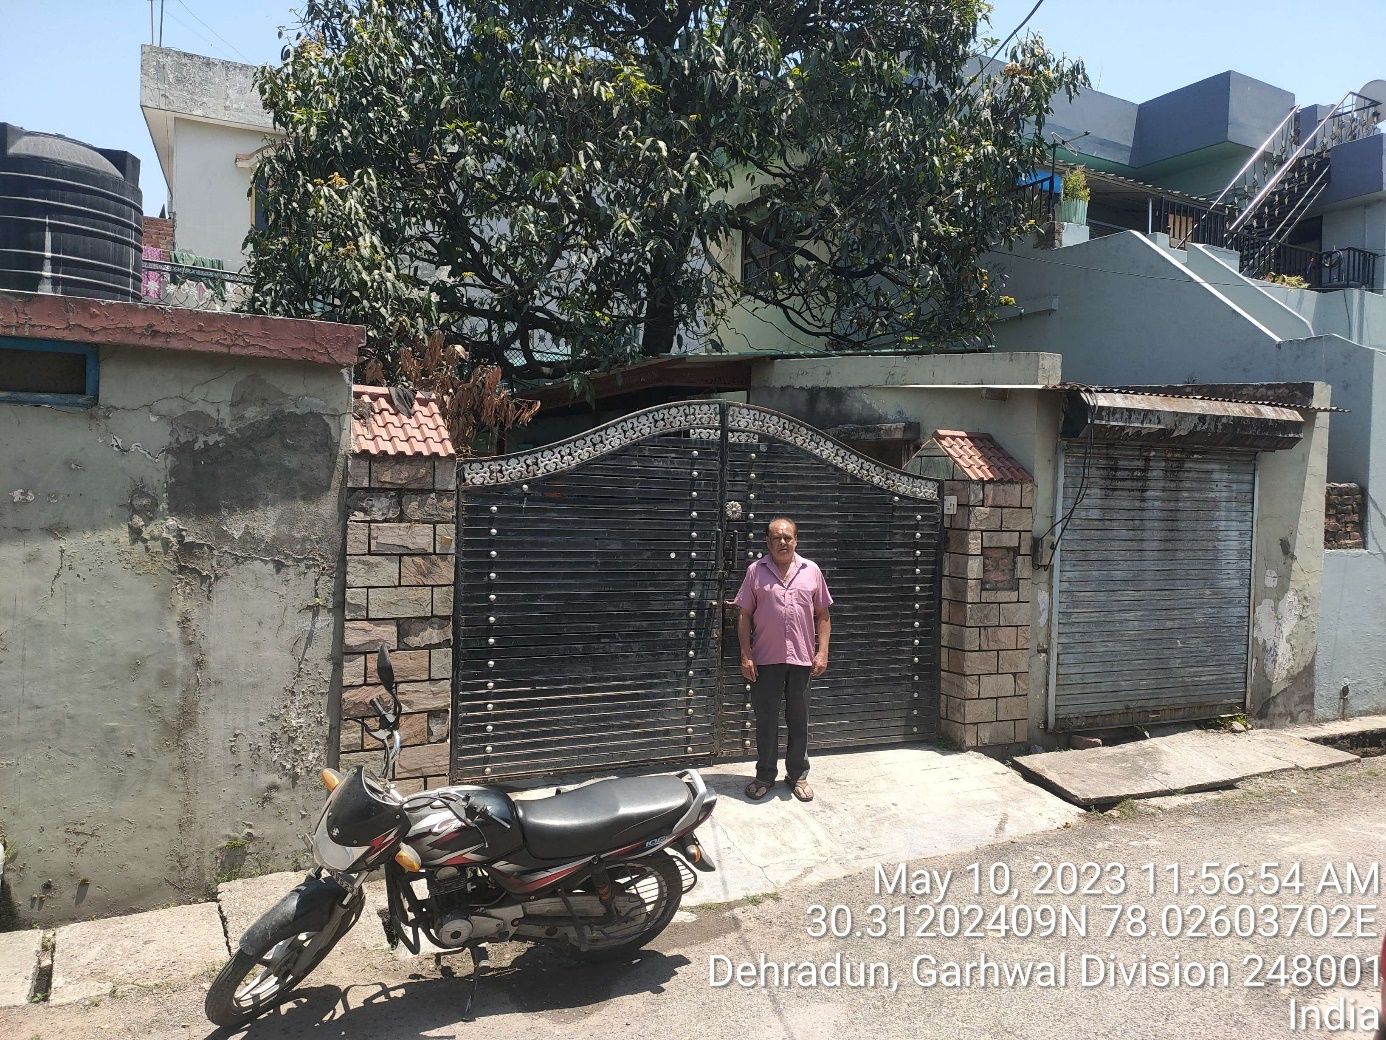 May 10, 2023 11:56:54 AM
30.31202409N 78.02603702E
Dehradun, Garhwal Division 248001
India